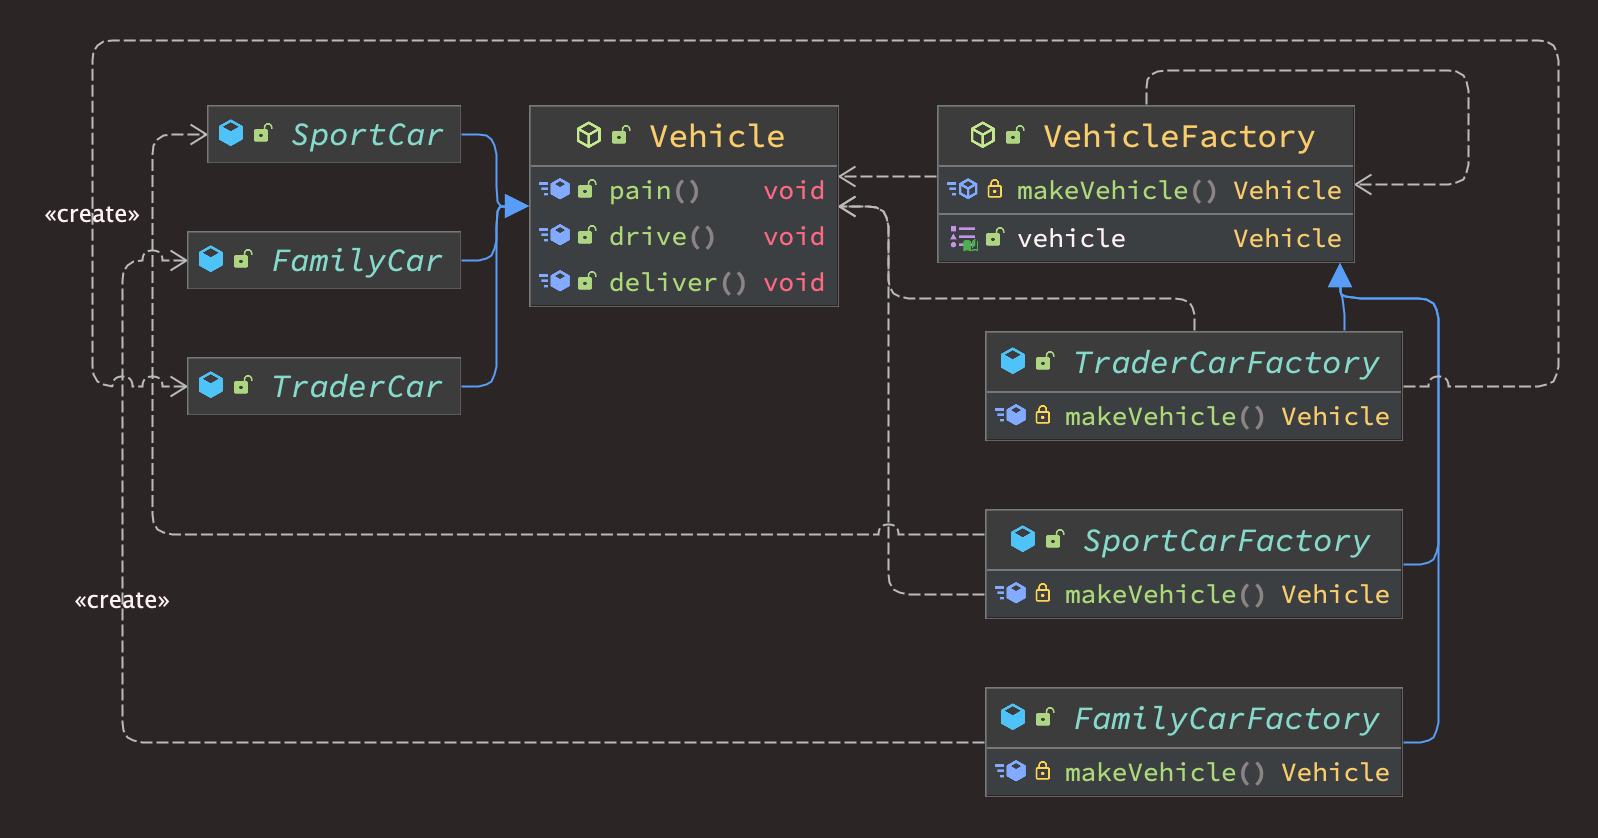 SportCar
«create»
FamilyCar
TraderCar
«create»
Vehicle
pain() void
drive() void
deliver() void
VehicleFactory
makeVehicle() Vehicle
vehicle Vehicle
TraderCarFactory
makeVehicle() Vehicle
SportCarFactory
makeVehicle() Vehicle
FamilyCarFactory
makeVehicle() Vehicle